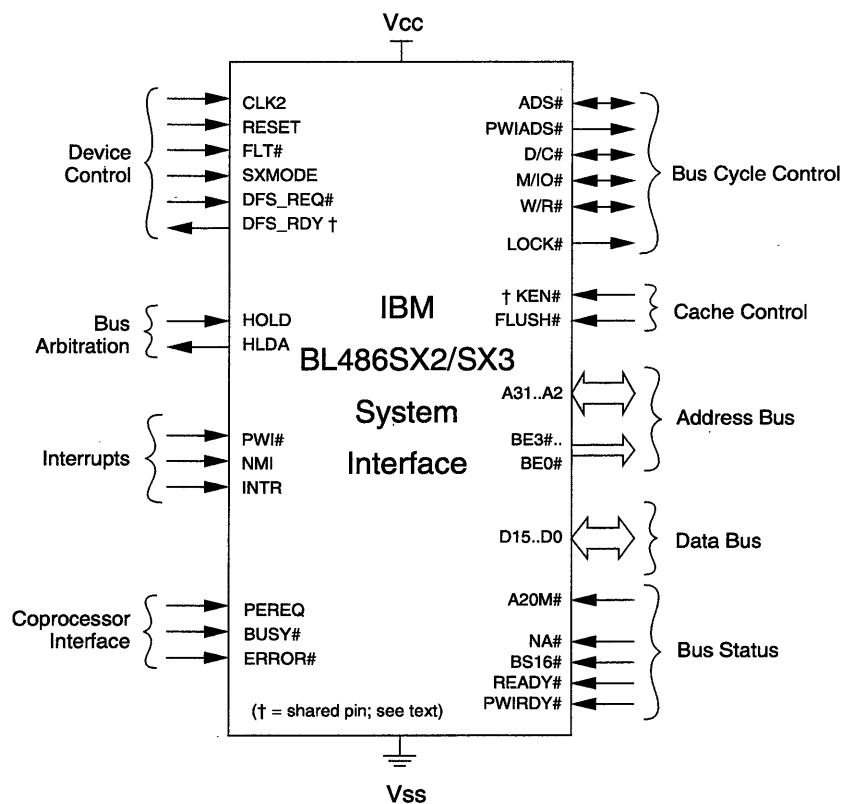 Vcc
Device
Control
CLK2
RESET
FLT#
SXMODE
DFS_REQ#
DFS_RDY †
Bus
Arbitration
HOLD
HLDA
Interrupts
PWI#
NMI
INTR
Coprocessor
Interface
PEREQ
BUSY#
ERROR#
IBM
BL486SX2/SX3
System
Interface
(† = shared pin; see text)
ADS#
PWIADS#
D/C#
M/IO#
W/R#
LOCK#
Bus Cycle Control
† KEN#
FLUSH#
Cache Control
A31..A2
BE3#..
BE0#
Address Bus
D15..D0
Data Bus
A20M#
NA#
BS16#
READY#
PWIRDY#
Bus Status
Vss